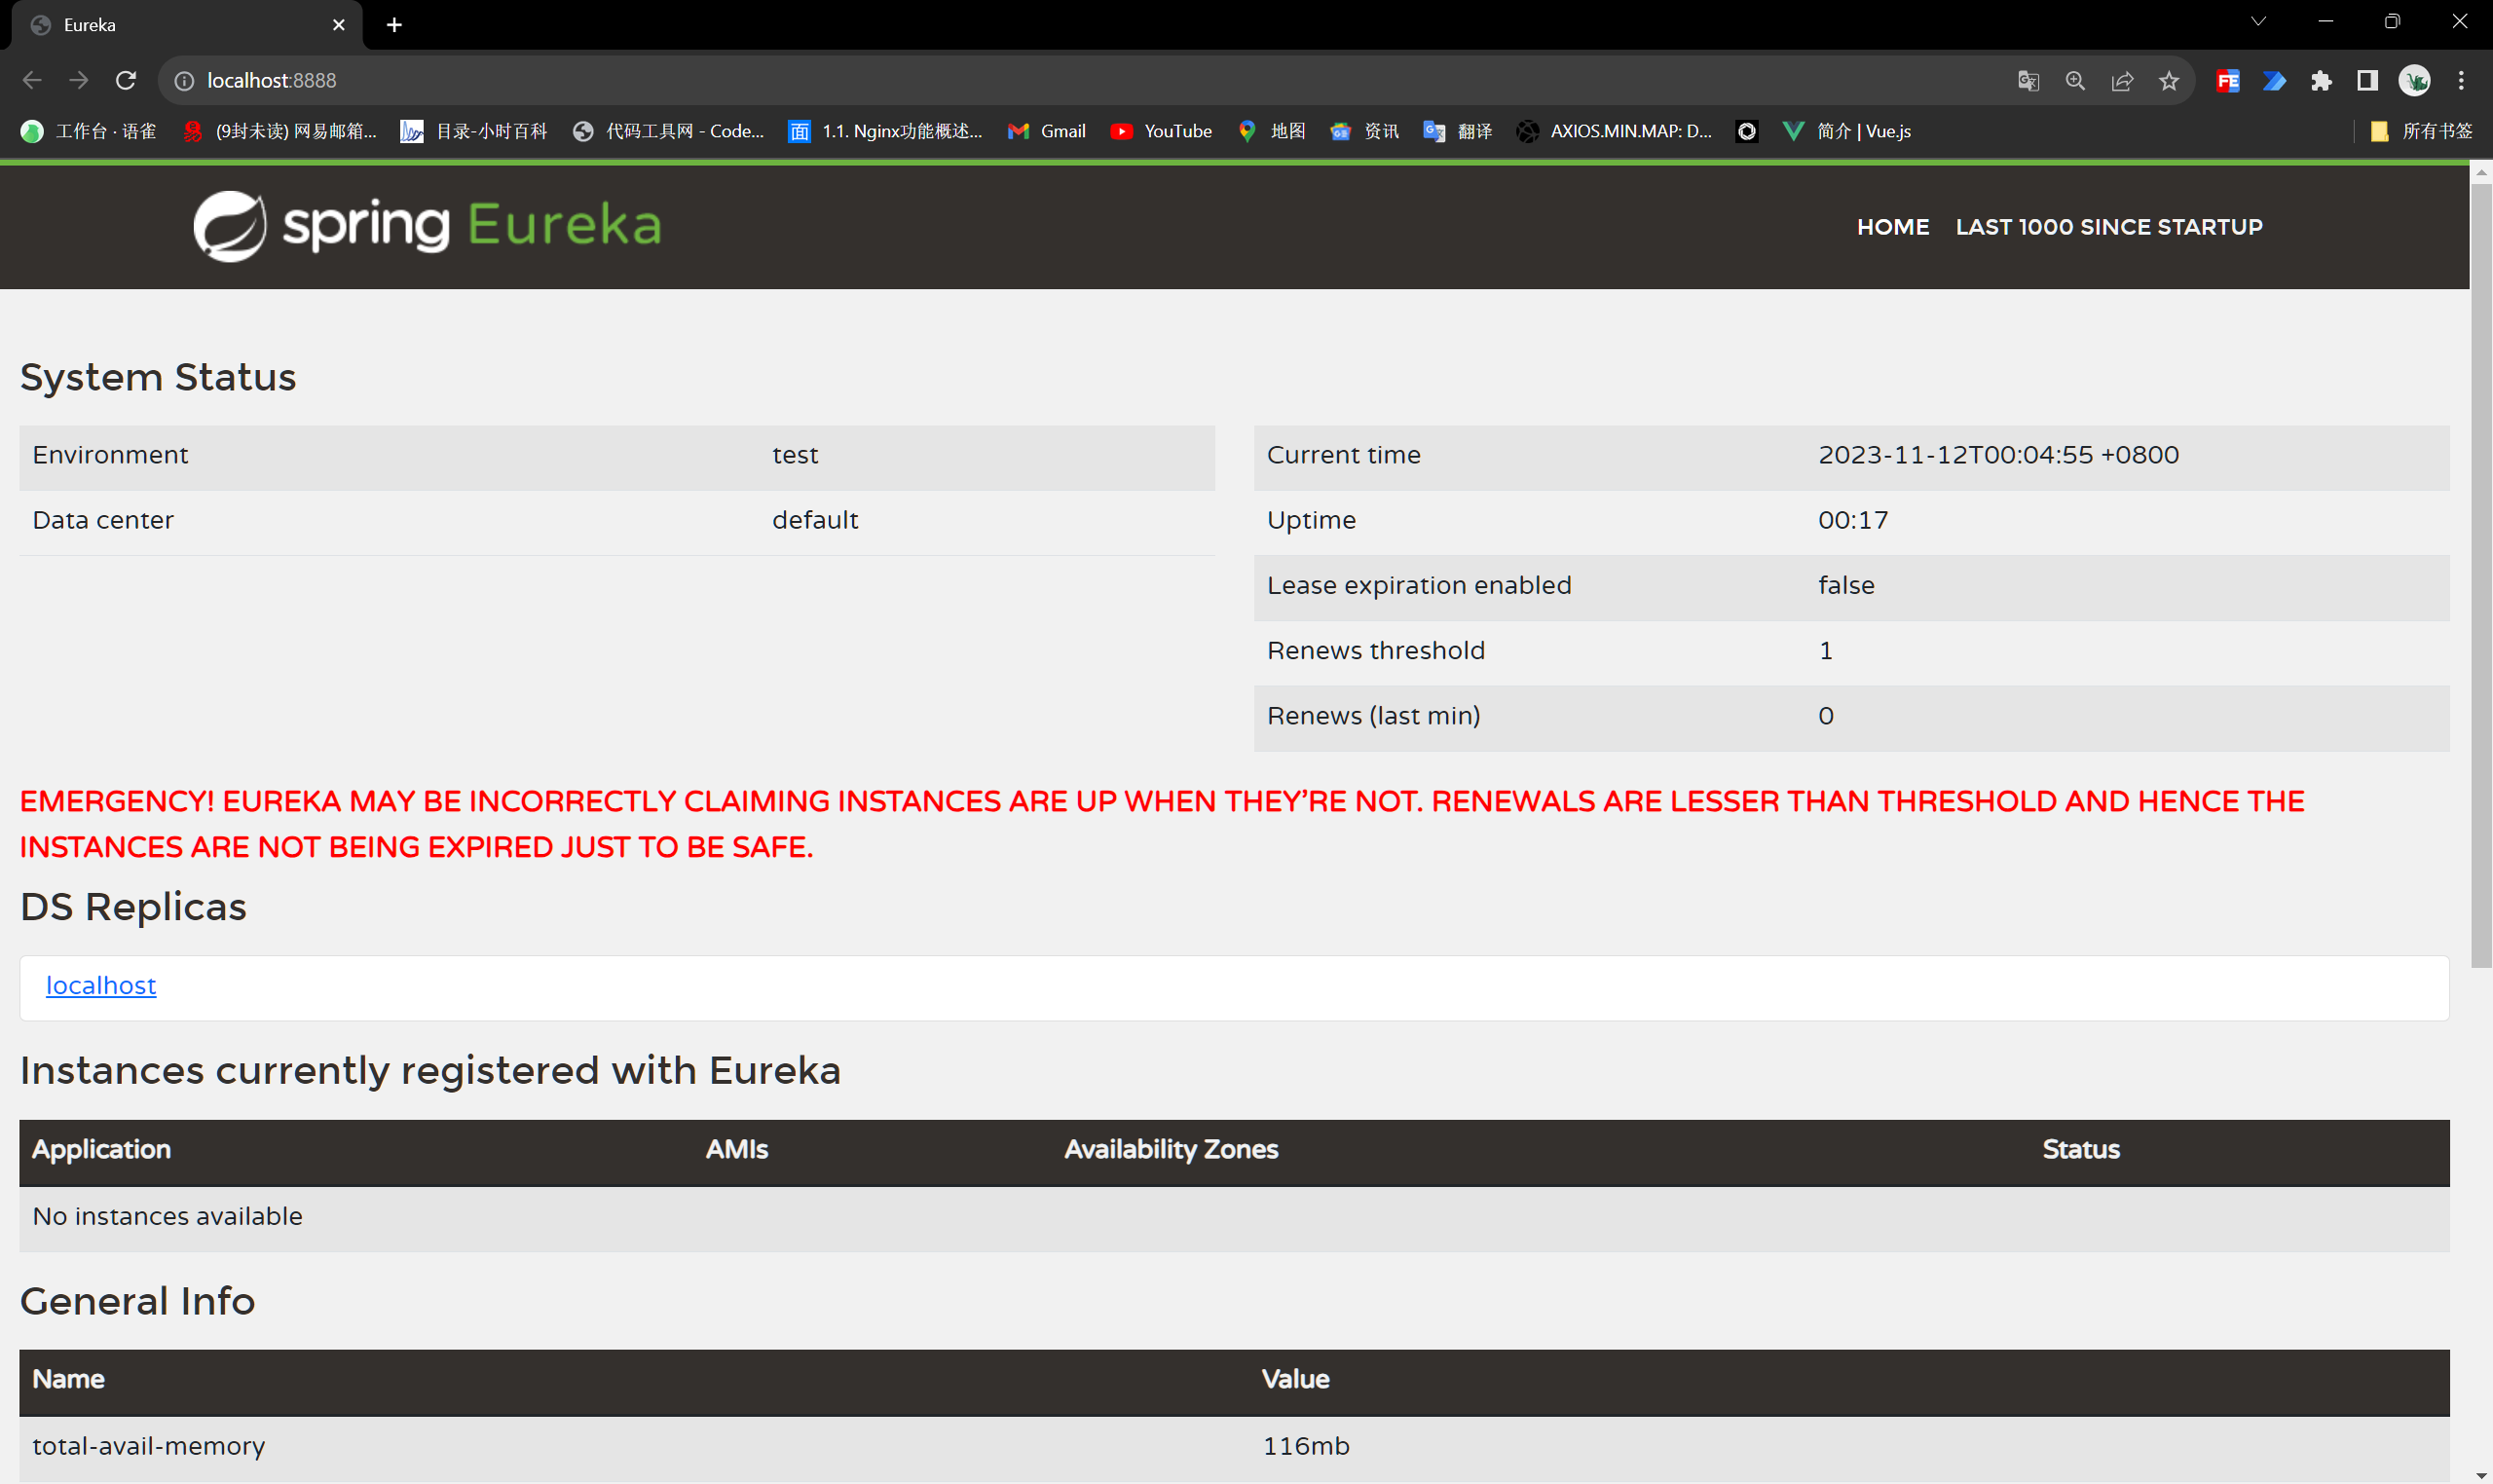 Eureka
localhost:8888
工作台 · 语雀 (9封未读) 网易邮箱... 目录-小时百科 代码工具网 - Code... 面 1.1. Nginx功能概述... Gmail YouTube 地图 资讯 翻译 AXIOS.MIN.MAP: D... 简介 | Vue.js 所有书签
spring Eureka
HOME LAST 1000 SINCE STARTUP
System Status
Environment test
Data center default
Current time 2023-11-12T00:04:55 +0800
Uptime 00:17
Lease expiration enabled false
Renews threshold 1
Renews (last min) 0
EMERGENCY! EUREKA MAY BE INCORRECTLY CLAIMING INSTANCES ARE UP WHEN THEY'RE NOT. RENEWALS ARE LESSER THAN THRESHOLD AND HENCE THE
INSTANCES ARE NOT BEING EXPIRED JUST TO BE SAFE.
DS Replicas
localhost
Instances currently registered with Eureka
Application AMIs Availability Zones Status
No instances available
General Info
Name Value
total-avail-memory 116mb